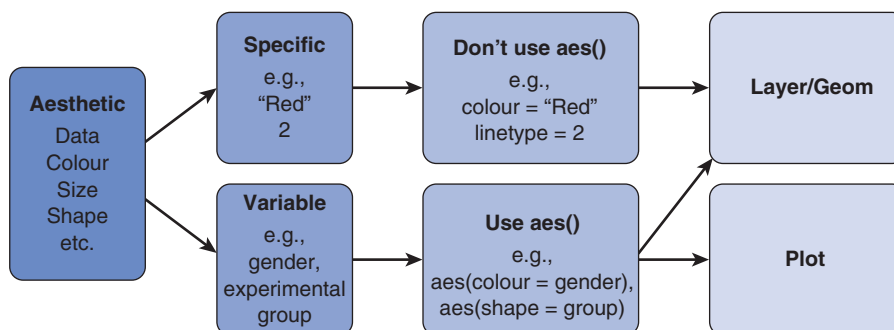 Aesthetic
Data
Colour
Size
Shape
etc.
Specific
e.g.,
“Red”
2
Don’t use aes()
e.g.,
colour = “Red”
linetype = 2
Layer/Geom
Variable
e.g.,
gender,
experimental
group
Use aes()
e.g.,
aes(colour = gender),
aes(shape = group)
Plot